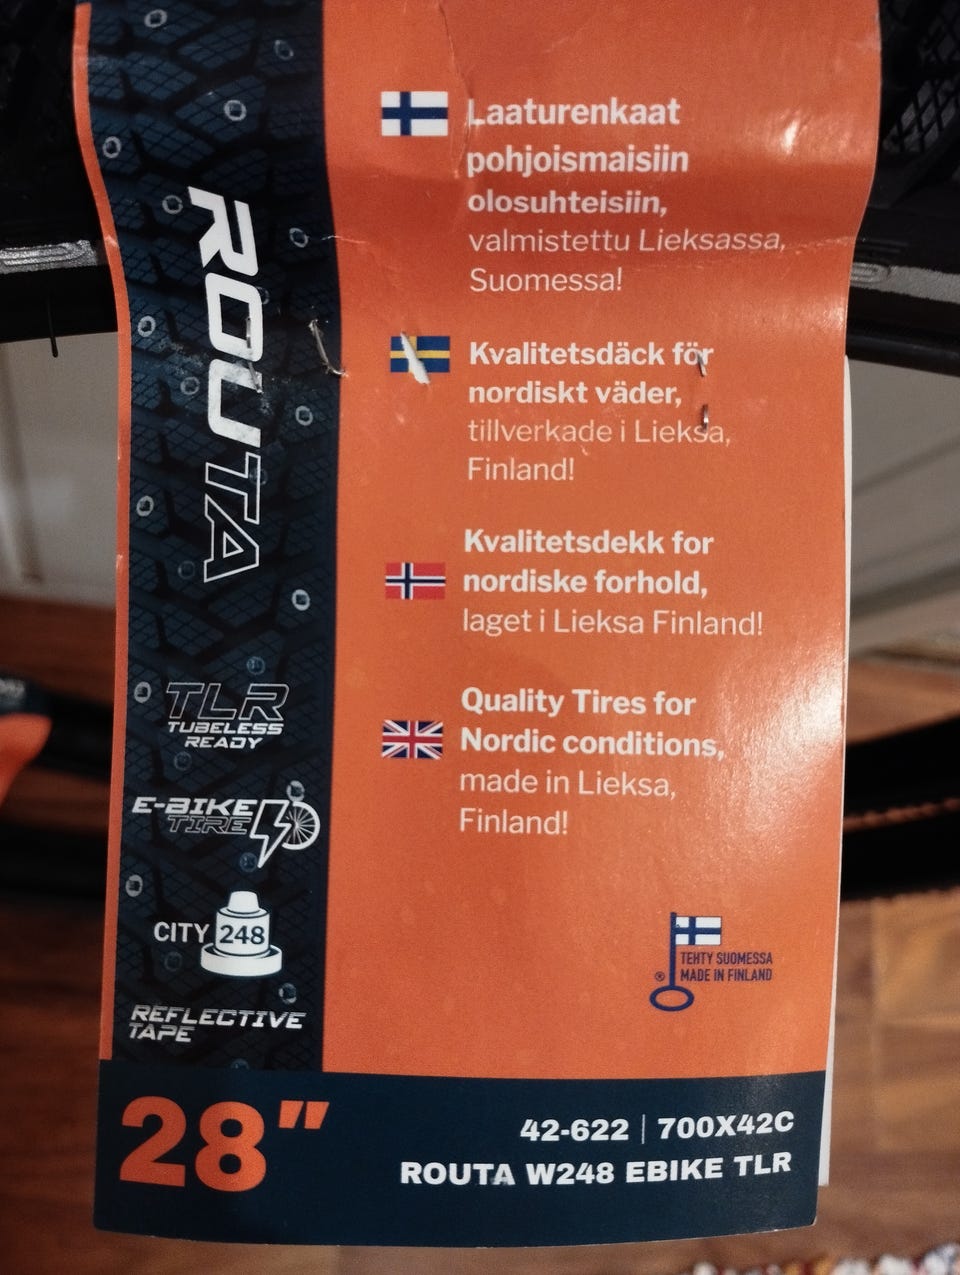 ROUTA
Laaturenkaat
pohjoismaisiin
olosuhteisiin,
valmistettu Lieksassa,
Suomessa!
Kvalitetsdäck för
nordiskt väder,
tillverkade i Lieksa,
Finland!
Kvalitetsdekk for
nordiske forhold,
laget i Lieksa Finland!
Quality Tires for
Nordic conditions,
made in Lieksa,
Finland!
TLR
TUBELESS
READY
E-BIKE
TIRE
CITY 248
REFLECTIVE
TAPE
® TEHTY SUOMESSA
MADE IN FINLAND
28"
42-622 | 700X42C
ROUTA W248 EBIKE TLR